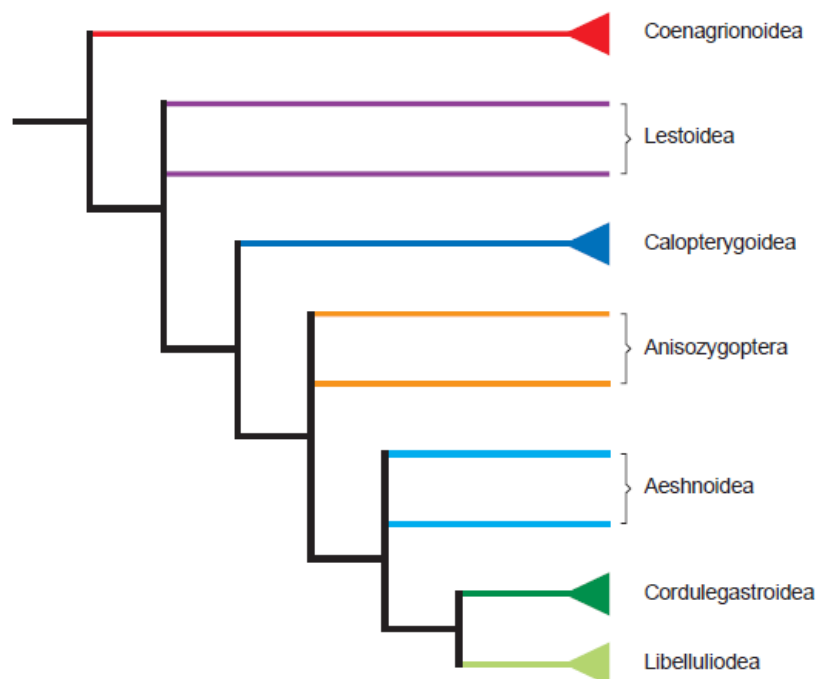 Coenagrionoidea
Lestoidea
Calopterygoidea
Anisozygoptera
Aeshnoidea
Cordulegastroidea
Libelluliodea